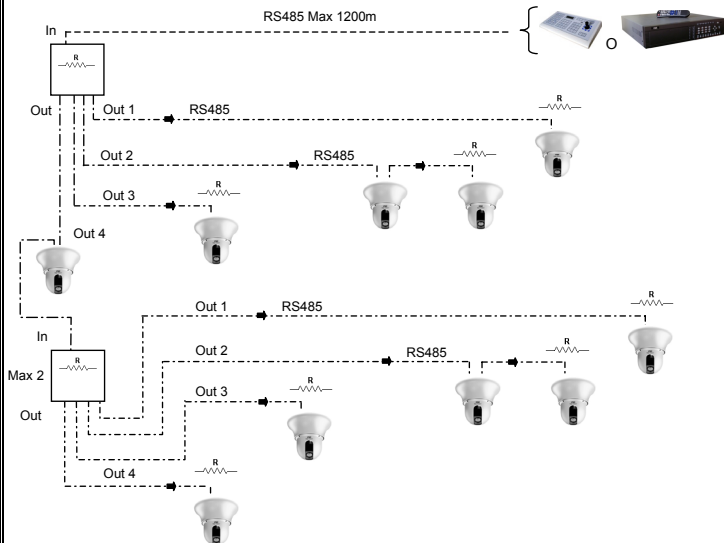 RS485 Max 1200m
In
O
R
Out
Out 1
RS485
R
Out 2
RS485
R
Out 3
R
Out 4
Out 1
RS485
R
In
Out 2
RS485
R
Max 2
R
Out 3
R
Out
Out 4
R